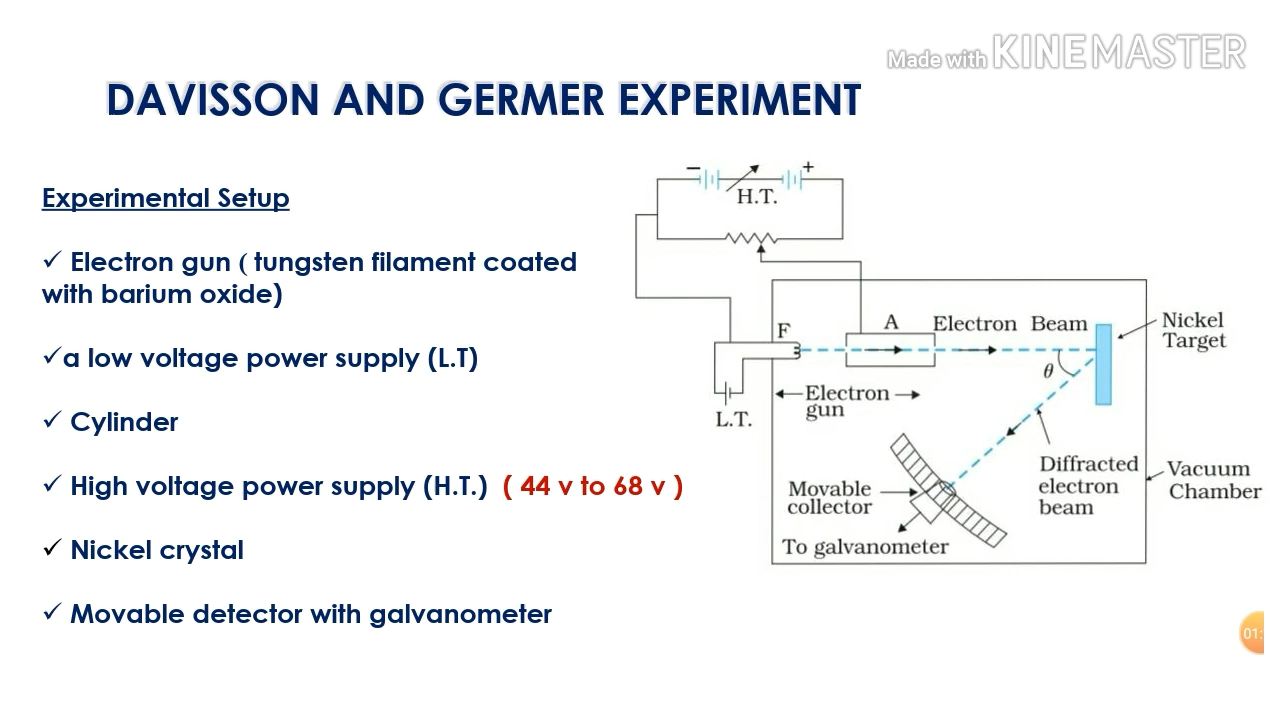 Made with KINEMASTER
DAVISSON AND GERMER EXPERIMENT
Experimental Setup
✓ Electron gun ( tungsten filament coated
with barium oxide)
✓a low voltage power supply (L.T)
✓ Cylinder
✓ High voltage power supply (H.T.) ( 44 v to 68 v )
✓ Nickel crystal
✓ Movable detector with galvanometer
− +
H.T.
F
A
Electron Beam
Nickel
Target
θ
Electron
gun
L.T.
Diffracted
electron
beam
Vacuum
Chamber
Movable
collector
To galvanometer
01: